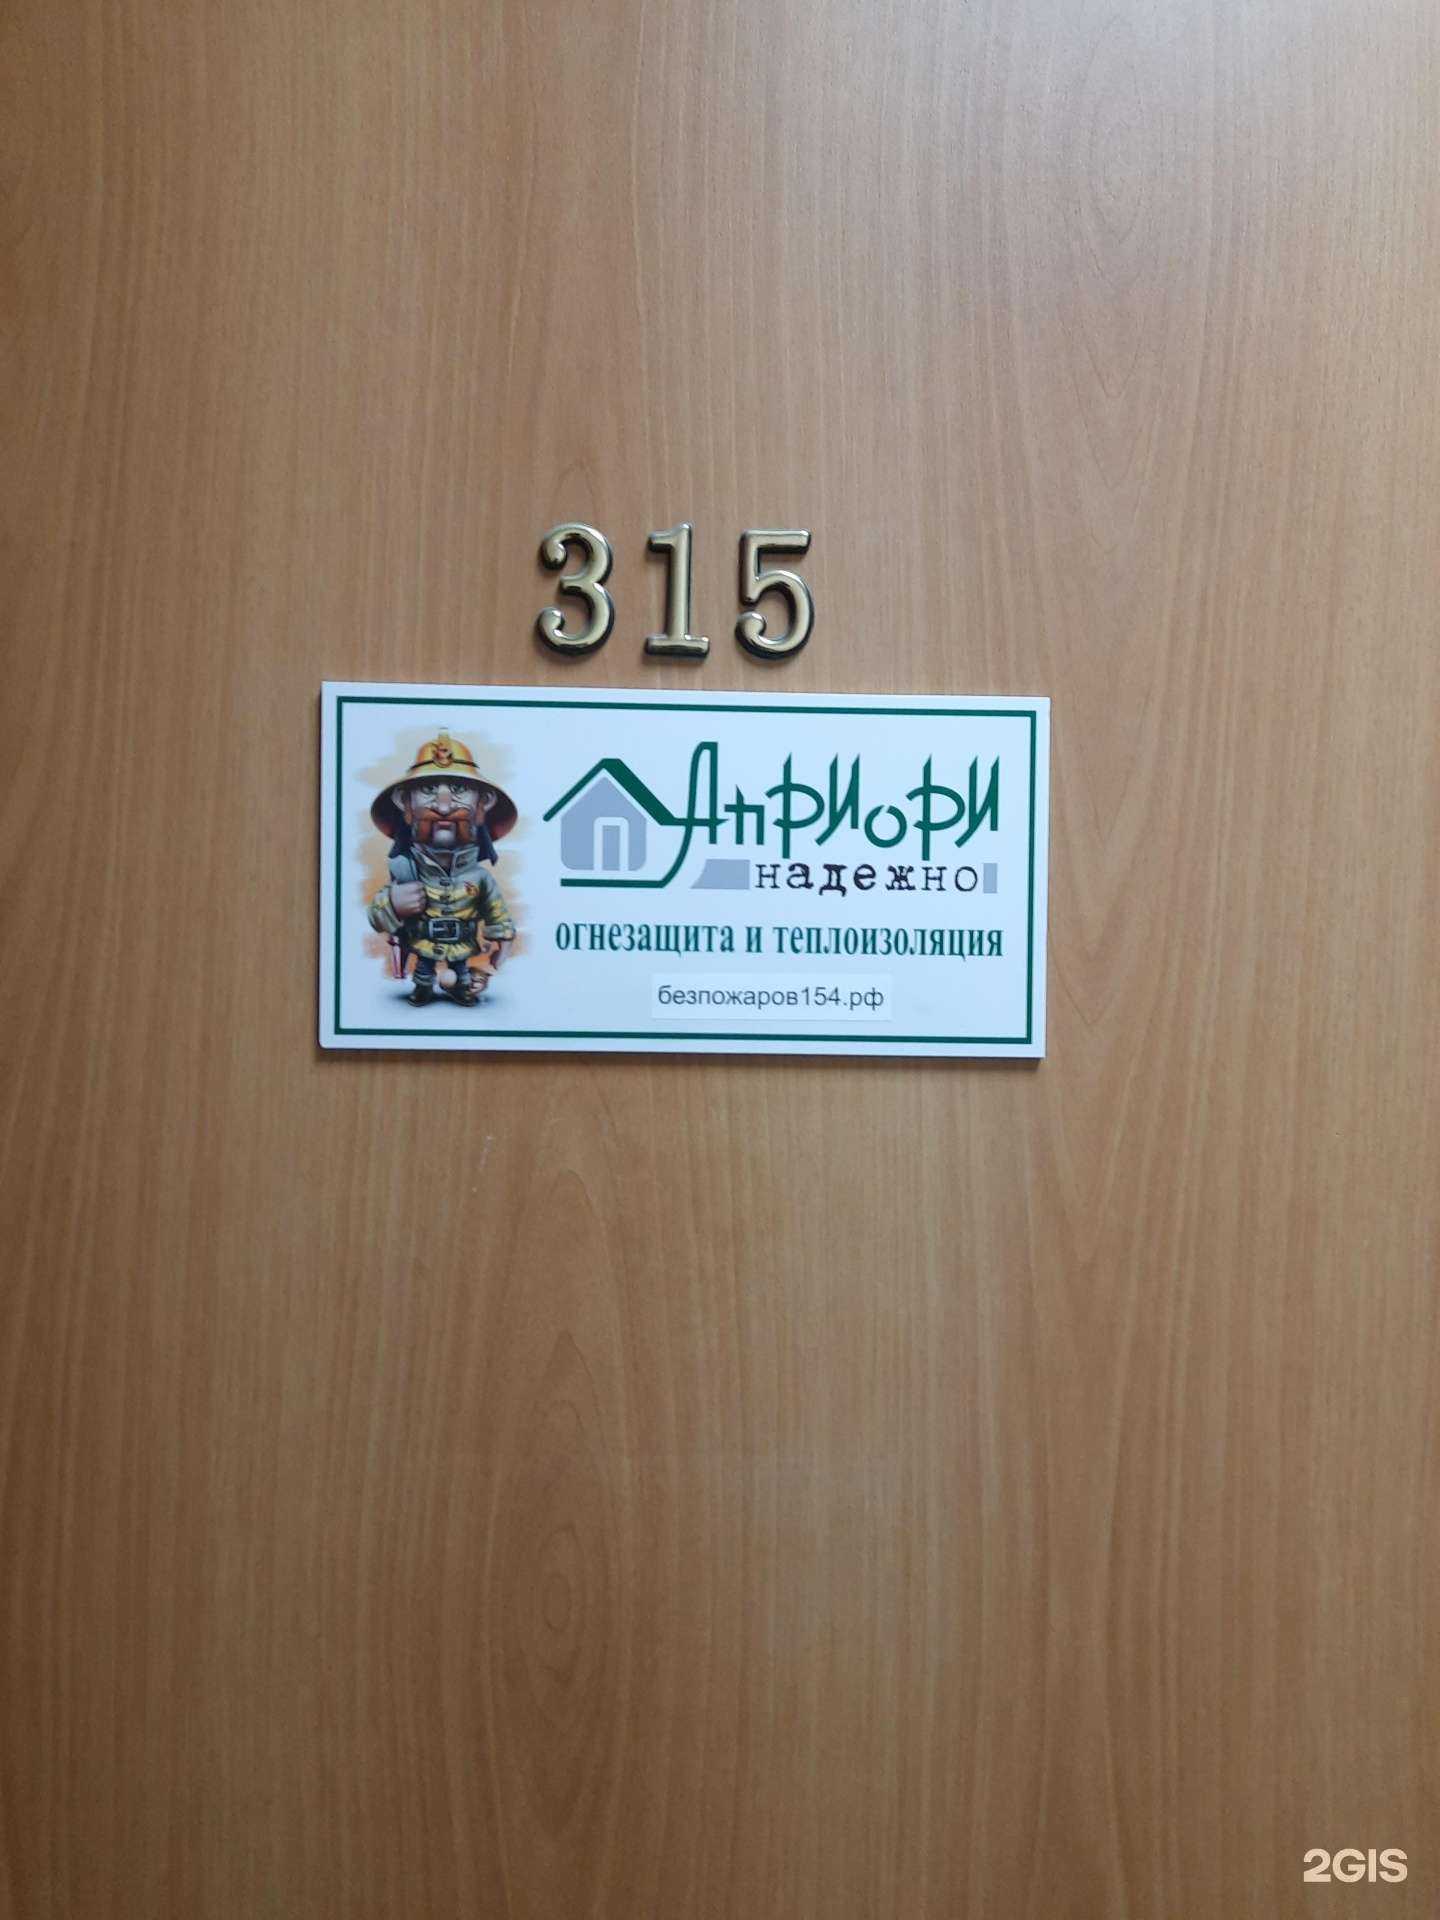 315
Априори
надежно
огнезащита и теплоизоляция
безпожаров154.рф
2GIS